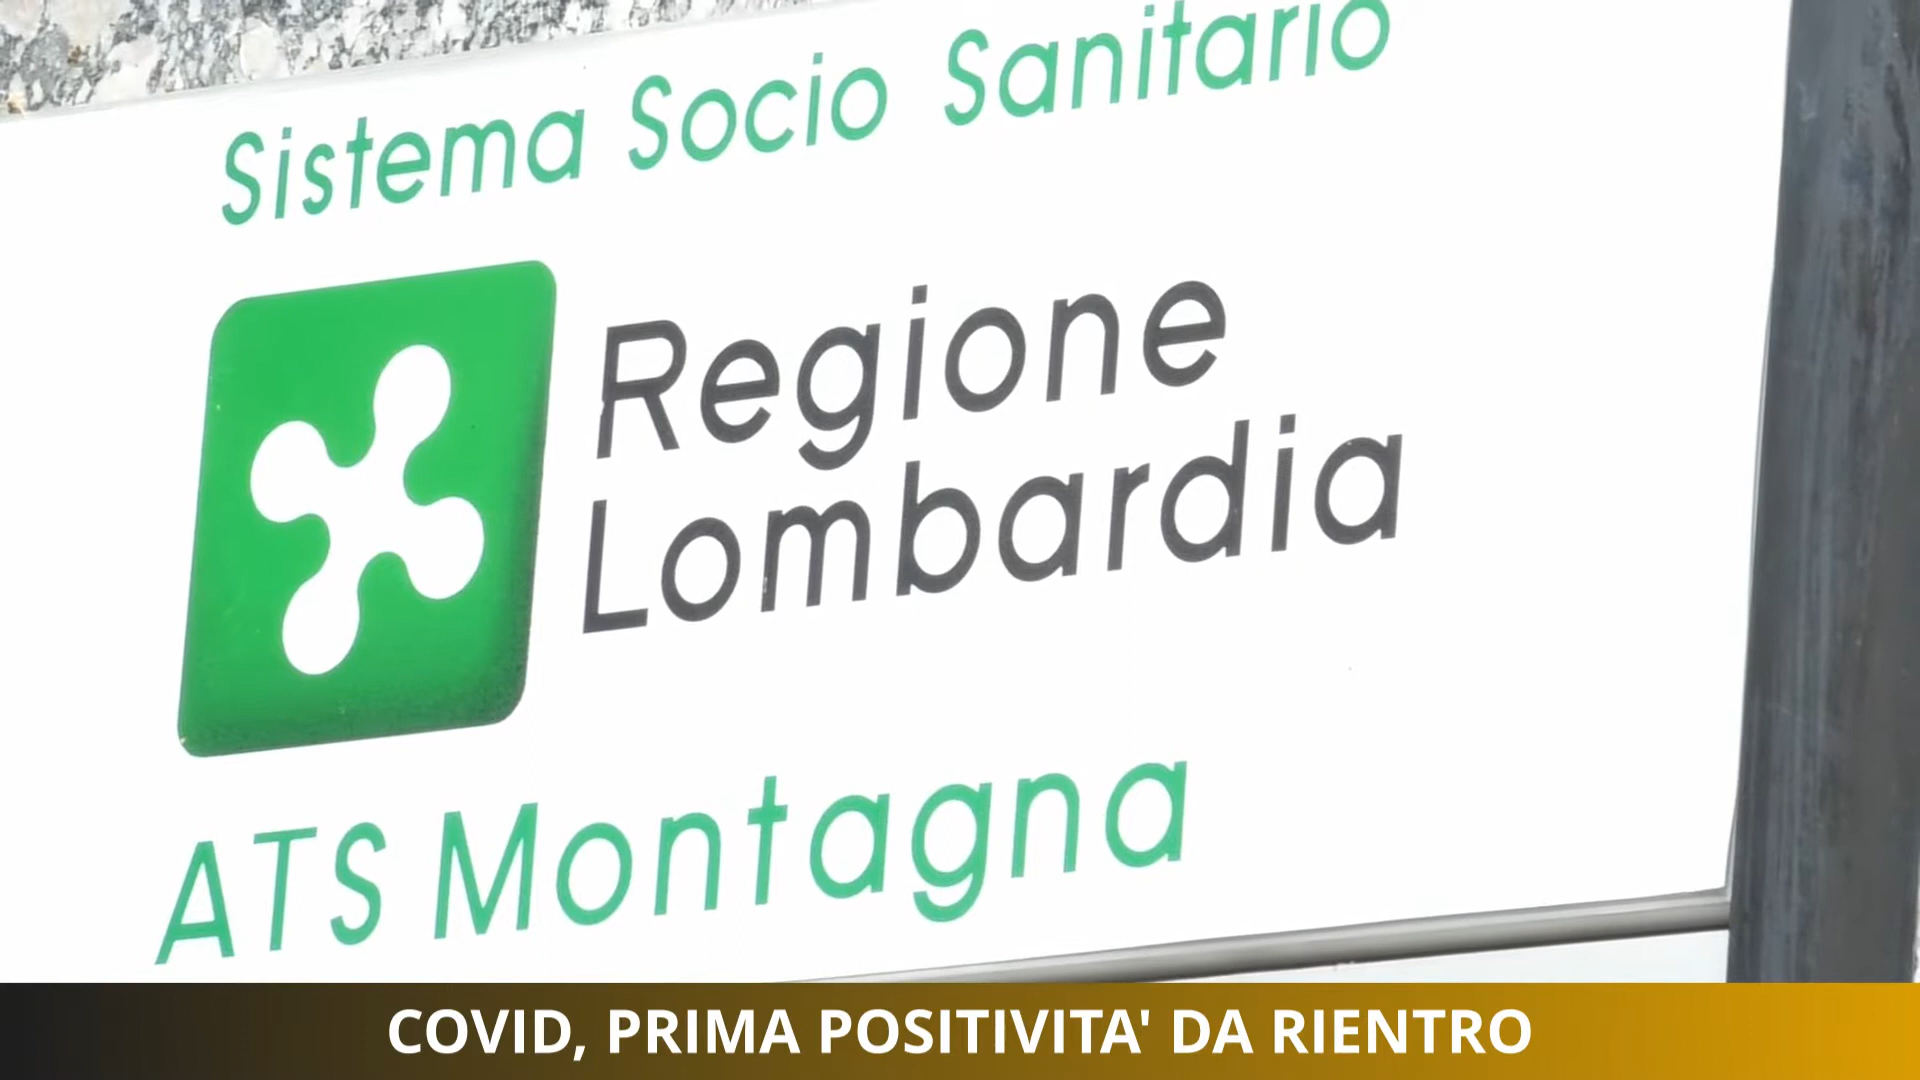 Sistema Socio Sanitario
Regione
Lombardia
ATS Montagna
COVID, PRIMA POSITIVITA' DA RIENTRO